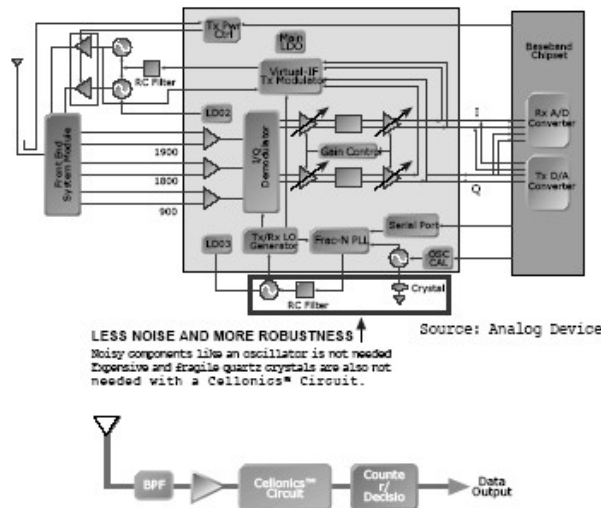 Tx Pwr
Ctrl
Main
LDO
Baseband
Chipset
RC Filter
Virtual-IF
Tx Modulator
LDO2
I
Front End
System Module
I/Q
Demodulator
Rx A/D
Converter
1900
Gain Control
1800
Tx D/A
Converter
Q
900
Serial Port
LDO3
Tx/Rx LO
Generator
Frac-N PLL
OSC
CAL
RC Filter
Crystal
LESS NOISE AND MORE ROBUSTNESS
Source: Analog Device
Noisy components like an oscillator is not needed
Expensive and fragile quartz crystals are also not
needed with a Cellonics™ Circuit.
BPF
Cellonics™
Circuit
Counte
r/
Decisio
Data
Output